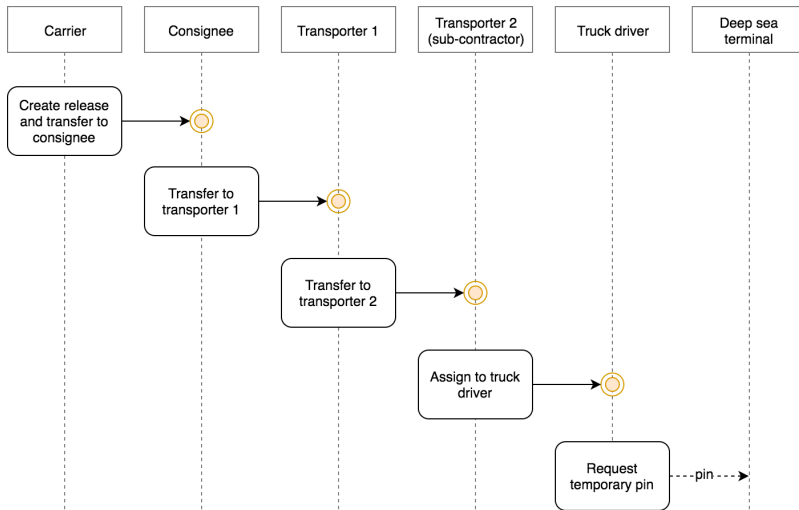 Carrier
Consignee
Transporter 1
Transporter 2
(sub-contractor)
Truck driver
Deep sea
terminal
Create release
and transfer to
consignee
Transfer to
transporter 1
Transfer to
transporter 2
Assign to truck
driver
Request
temporary pin
pin